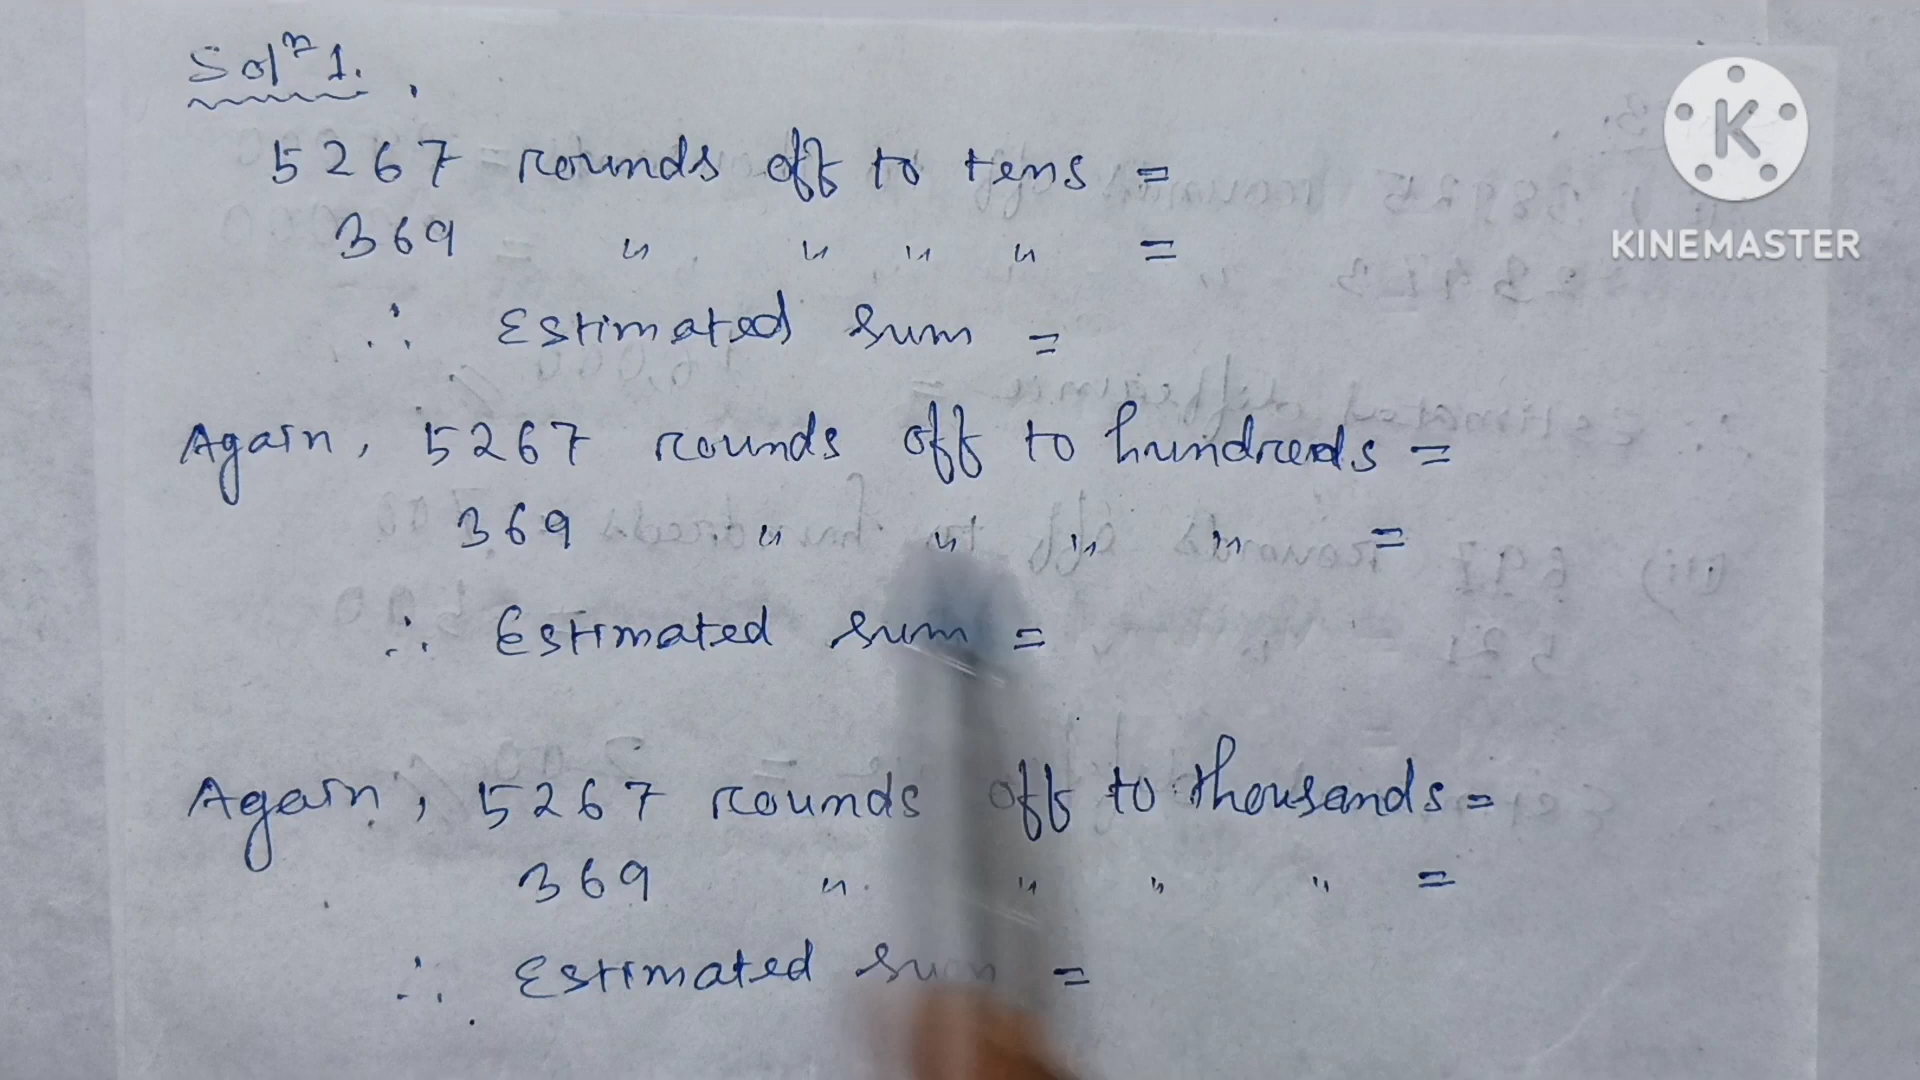 Solⁿ 1.
5267 rounds off to tens =
369 " " " " =
∴ Estimated sum =
Again, 5267 rounds off to hundreds =
369 " " " " =
∴ Estimated sum =
Again, 5267 rounds off to thousands =
369 " " " " =
∴ Estimated sum =
K
KINEMASTER